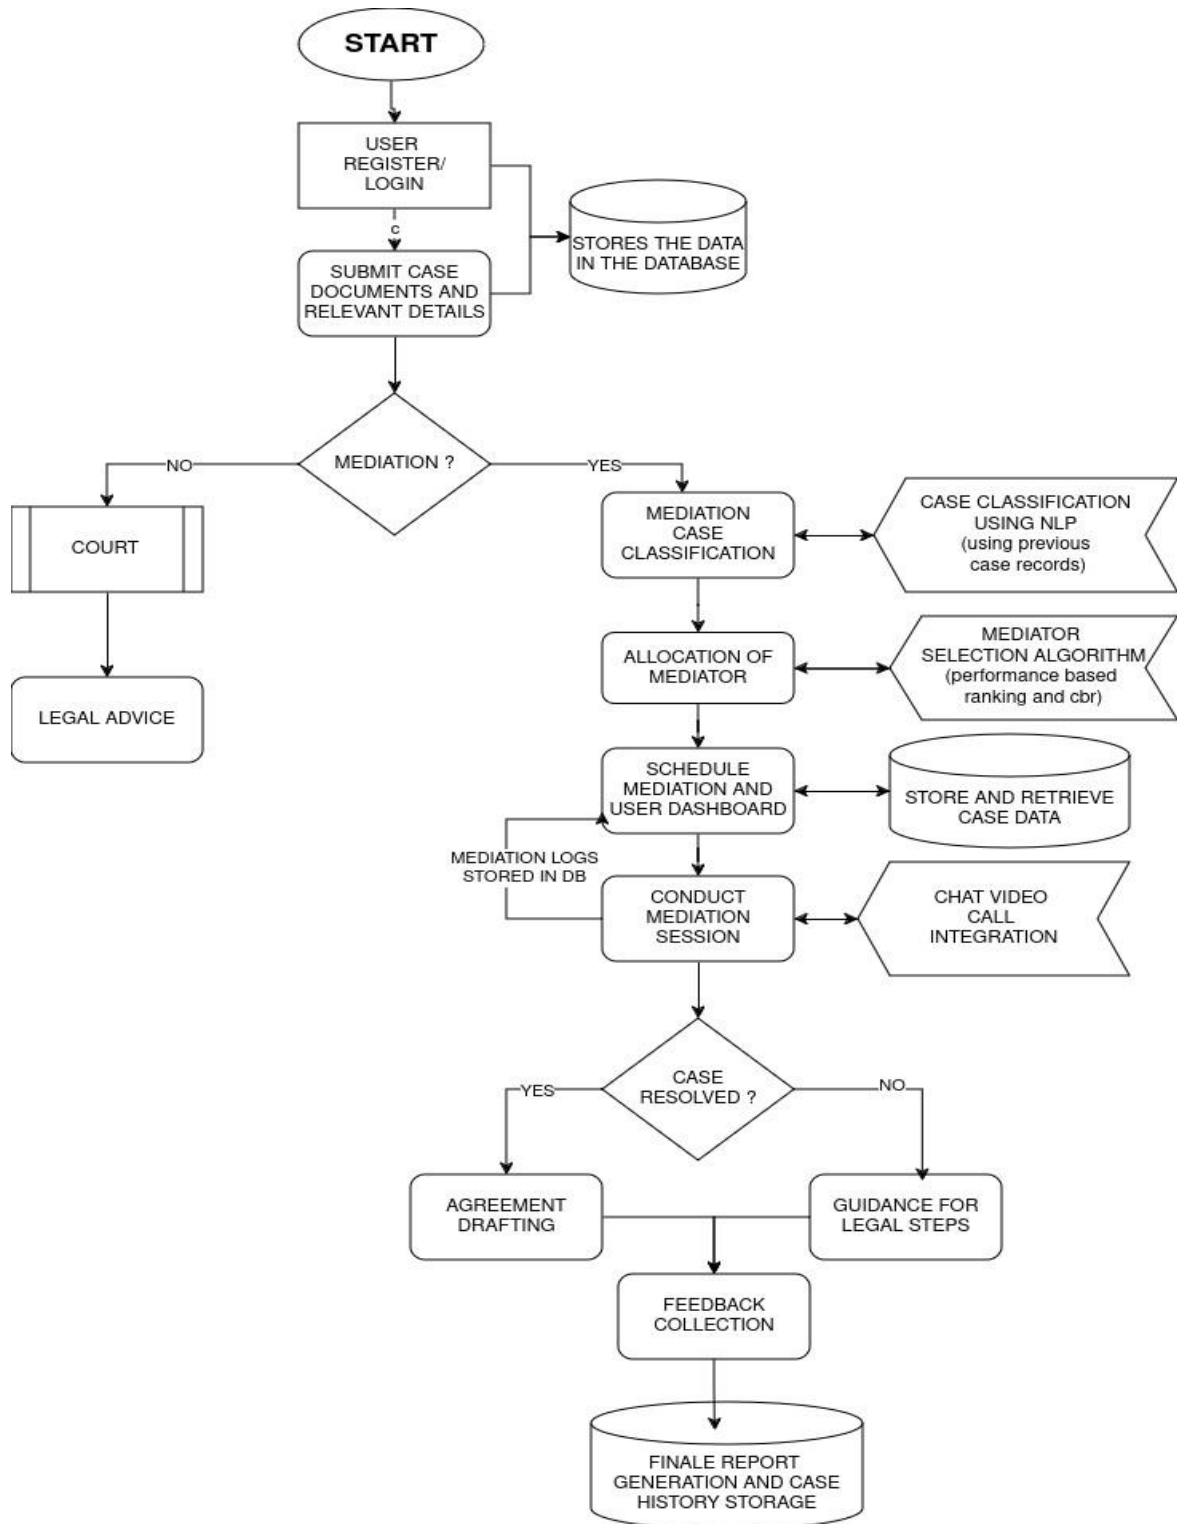 START
USER
REGISTER/
LOGIN
c
STORES THE DATA
IN THE DATABASE
SUBMIT CASE
DOCUMENTS AND
RELEVANT DETAILS
MEDIATION ?
NO
YES
COURT
LEGAL ADVICE
MEDIATION
CASE
CLASSIFICATION
CASE CLASSIFICATION
USING NLP
(using previous
case records)
ALLOCATION OF
MEDIATOR
MEDIATOR
SELECTION ALGORITHM
(performance based
ranking and cbr)
SCHEDULE
MEDIATION AND
USER DASHBOARD
STORE AND RETRIEVE
CASE DATA
MEDIATION LOGS
STORED IN DB
CONDUCT
MEDIATION
SESSION
CHAT VIDEO
CALL
INTEGRATION
CASE
RESOLVED ?
YES
NO
AGREEMENT
DRAFTING
GUIDANCE FOR
LEGAL STEPS
FEEDBACK
COLLECTION
FINALE REPORT
GENERATION AND CASE
HISTORY STORAGE